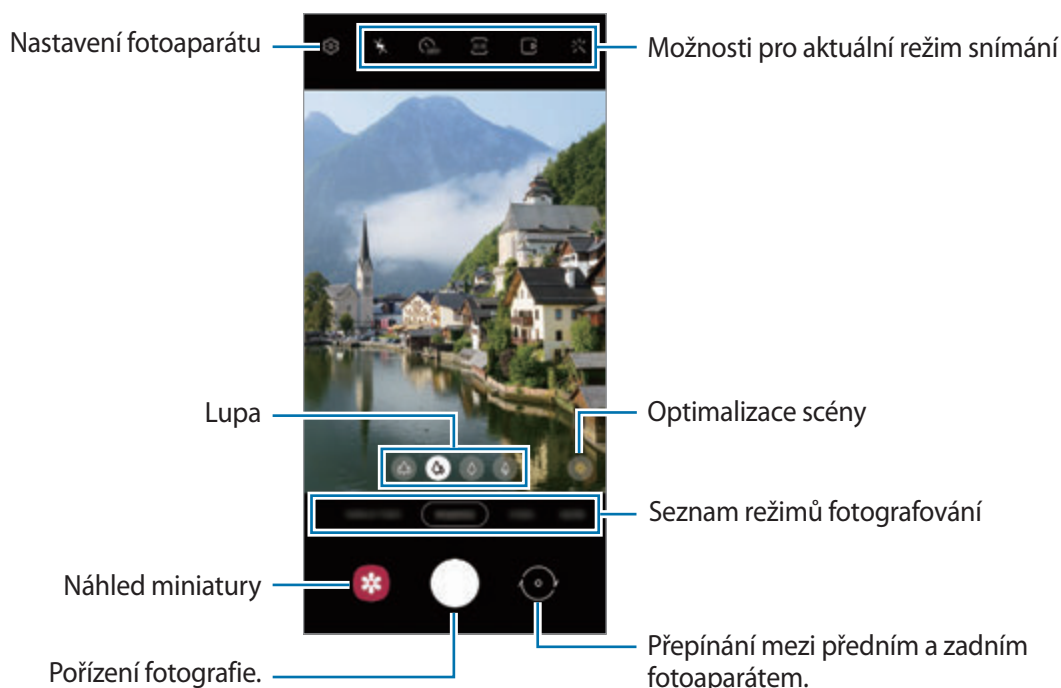 Nastavení fotoaparátu
Možnosti pro aktuální režim snímání
Lupa
Optimalizace scény
Seznam režimů fotografování
Náhled miniatury
Pořízení fotografie.
Přepínání mezi předním a zadním
fotoaparátem.